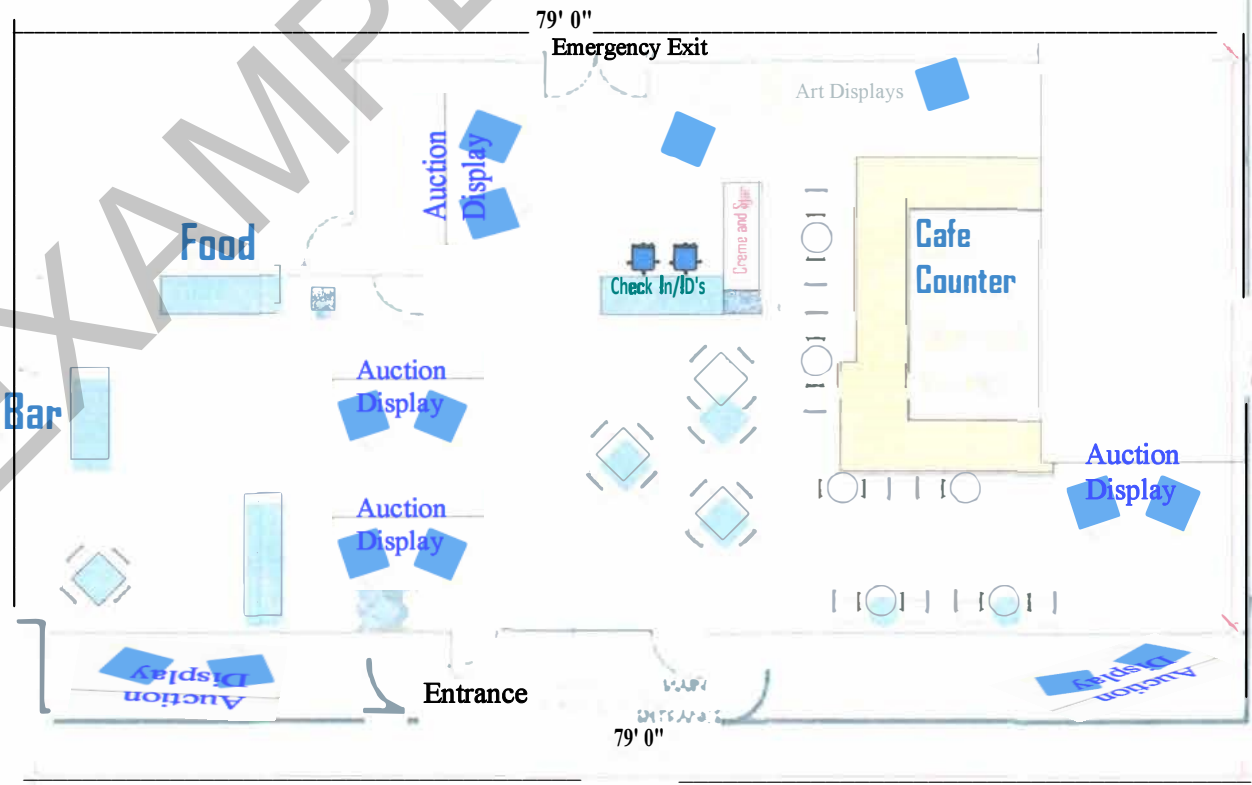 79' 0"
Emergency Exit
Art Displays
EXAMPLE
Auction
Display
Creme and
Food
Cafe
Counter
Check In/ID's
Auction
Display
Bar
Auction
Display
Auction
Display
Auction
Display
Auction
Display
Entrance
79' 0"